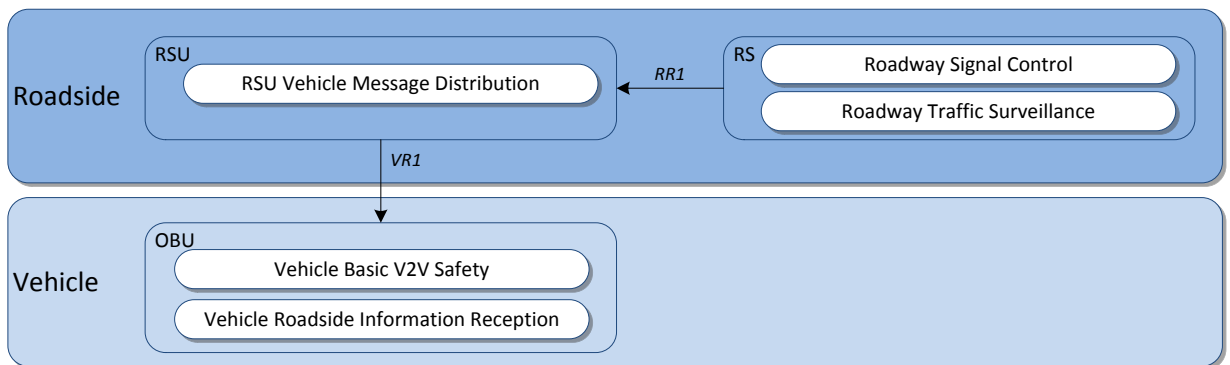 Roadside
RSU
RSU Vehicle Message Distribution
RR1
RS
Roadway Signal Control
Roadway Traffic Surveillance
VR1
Vehicle
OBU
Vehicle Basic V2V Safety
Vehicle Roadside Information Reception